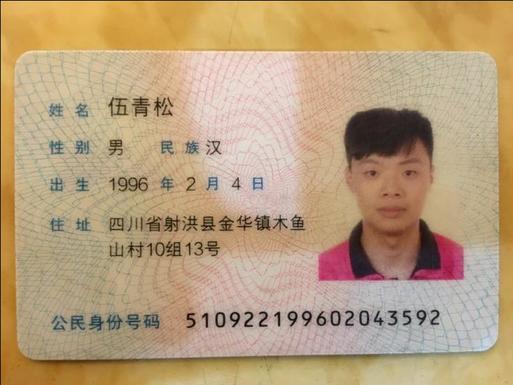 姓名 伍青松
性别 男 民族 汉
出生 1996 年 2 月 4 日
住址 四川省射洪县金华镇木鱼
山村10组13号
公民身份号码 510922199602043592